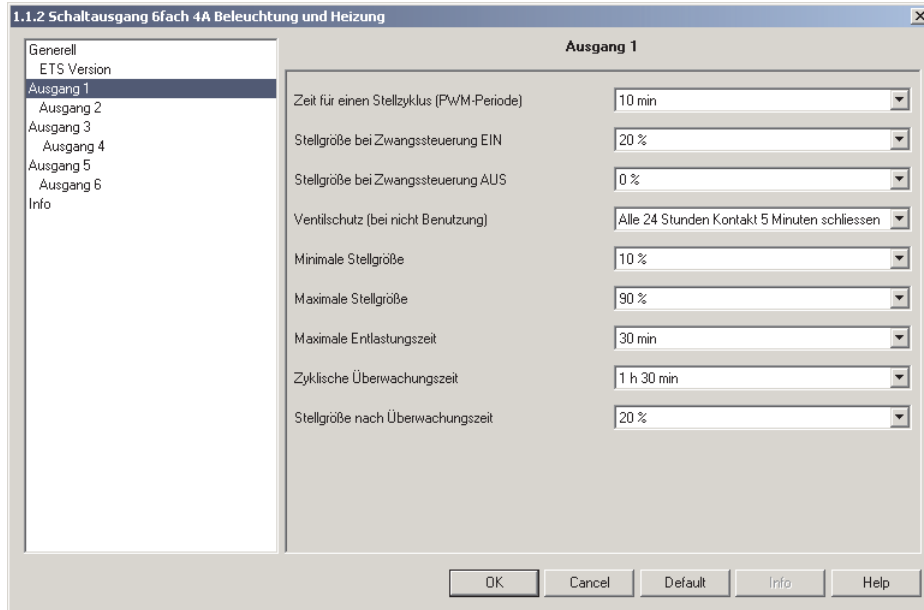 1.1.2 Schaltausgang 6fach 4A Beleuchtung und Heizung
Generell
ETS Version
Ausgang 1
Ausgang 2
Ausgang 3
Ausgang 4
Ausgang 5
Ausgang 6
Info
Ausgang 1
Zeit für einen Stellzyklus (PWM-Periode) 10 min
Stellgröße bei Zwangssteuerung EIN 20 %
Stellgröße bei Zwangssteuerung AUS 0 %
Ventilschutz (bei nicht Benutzung) Alle 24 Stunden Kontakt 5 Minuten schliessen
Minimale Stellgröße 10 %
Maximale Stellgröße 90 %
Maximale Entlastungszeit 30 min
Zyklische Überwachungszeit 1 h 30 min
Stellgröße nach Überwachungszeit 20 %
OK Cancel Default Info Help